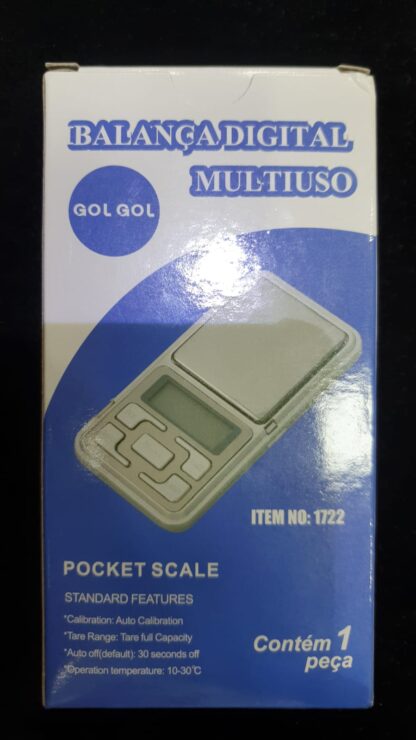 BALANÇA DIGITAL
MULTIUSO
GOL GOL
ITEM NO: 1722
POCKET SCALE
STANDARD FEATURES
*Calibration: Auto Calibration
*Tare Range: Tare full Capacity
*Auto off(default): 30 seconds off
*Operation temperature: 10-30℃
Contém 1
peça